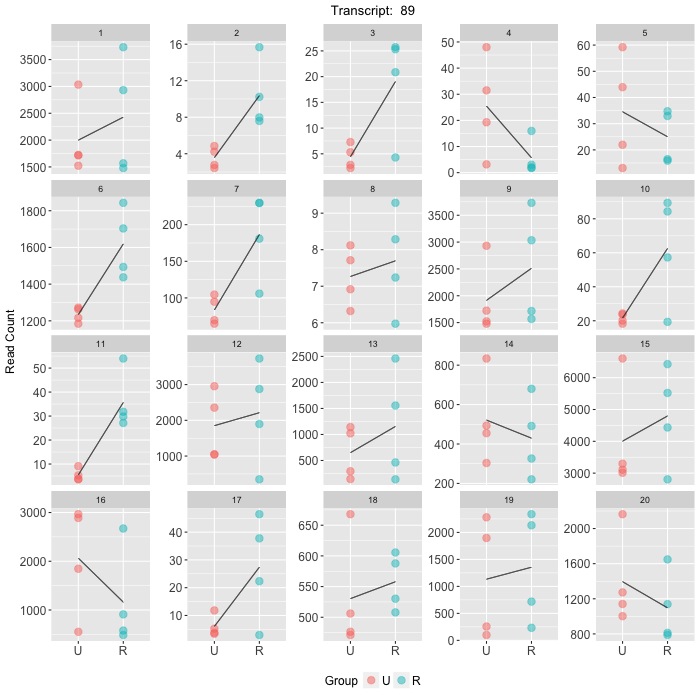 Transcript: 89
1 2 3 4 5
3500 3000 2500 2000 1500
16 12 8 4
25 20 15 10 5
50 40 30 20 10 0
60 50 40 30 20
6 7 8 9 10
1800 1600 1400 1200
200 150 100
9 8 7 6
3500 3000 2500 2000 1500
80 60 40 20
Read Count
11 12 13 14 15
50 40 30 20 10
3000 2000 1000
2500 2000 1500 1000 500
800 600 400 200
6000 5000 4000 3000
16 17 18 19 20
3000 2000 1000
40 30 20 10
650 600 550 500
2000 1500 1000 500 0
2000 1600 1200 800
U R U R U R U R U R
Group U R